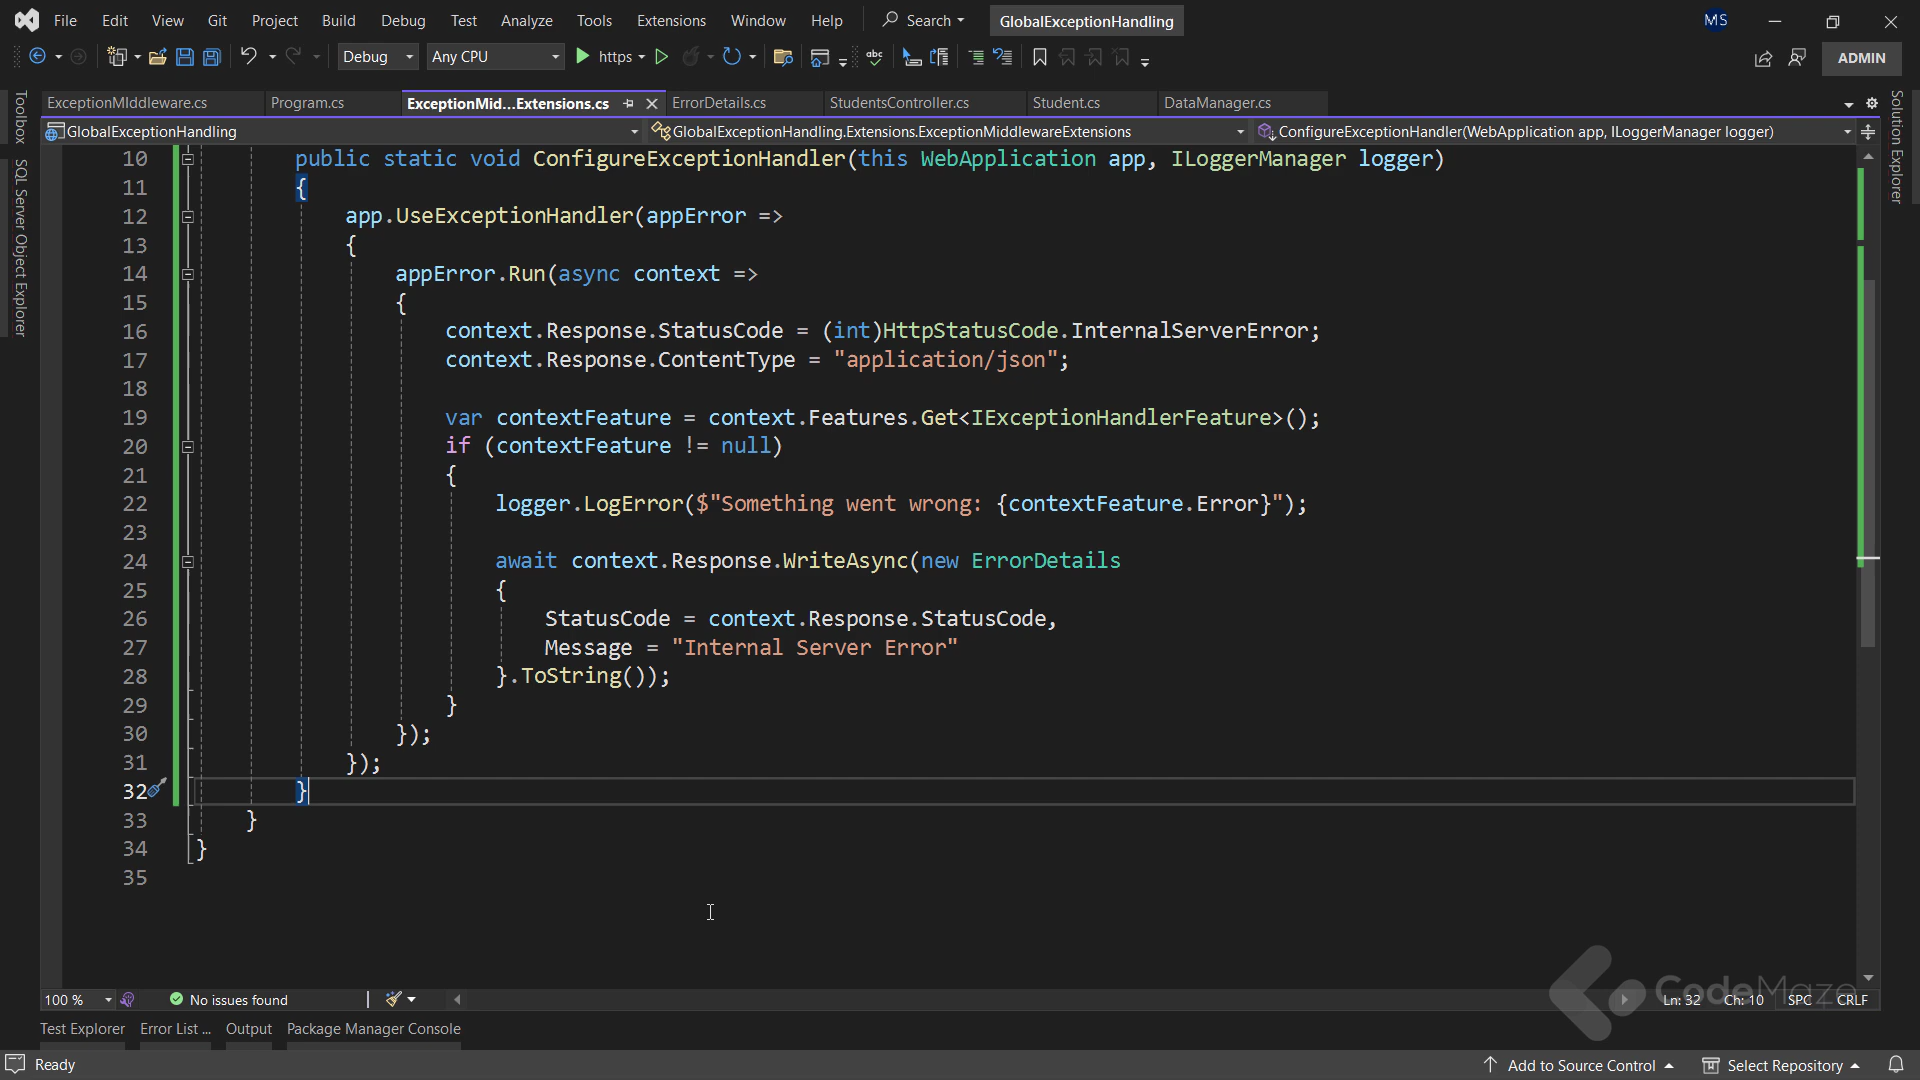 File Edit View Git Project Build Debug Test Analyze Tools Extensions Window Help Search GlobalExceptionHandling MS
Debug Any CPU https abc ADMIN
Toolbox
SQL Server Object Explorer
Solution Explorer
ExceptionMIddleware.cs Program.cs ExceptionMid...Extensions.cs ErrorDetails.cs StudentsController.cs Student.cs DataManager.cs
GlobalExceptionHandling GlobalExceptionHandling.Extensions.ExceptionMiddlewareExtensions ConfigureExceptionHandler(WebApplication app, ILoggerManager logger)
10 public static void ConfigureExceptionHandler(this WebApplication app, ILoggerManager logger)
11 {
12 app.UseExceptionHandler(appError =>
13 {
14 appError.Run(async context =>
15 {
16 context.Response.StatusCode = (int)HttpStatusCode.InternalServerError;
17 context.Response.ContentType = "application/json";
18
19 var contextFeature = context.Features.Get<IExceptionHandlerFeature>();
20 if (contextFeature != null)
21 {
22 logger.LogError($"Something went wrong: {contextFeature.Error}");
23
24 await context.Response.WriteAsync(new ErrorDetails
25 {
26 StatusCode = context.Response.StatusCode,
27 Message = "Internal Server Error"
28 }.ToString());
29 }
30 });
31 });
32 }
33 }
34 }
35
CodeMaze
100 % No issues found Ln: 32 Ch: 10 SPC CRLF
Test Explorer Error List ... Output Package Manager Console
Ready Add to Source Control Select Repository